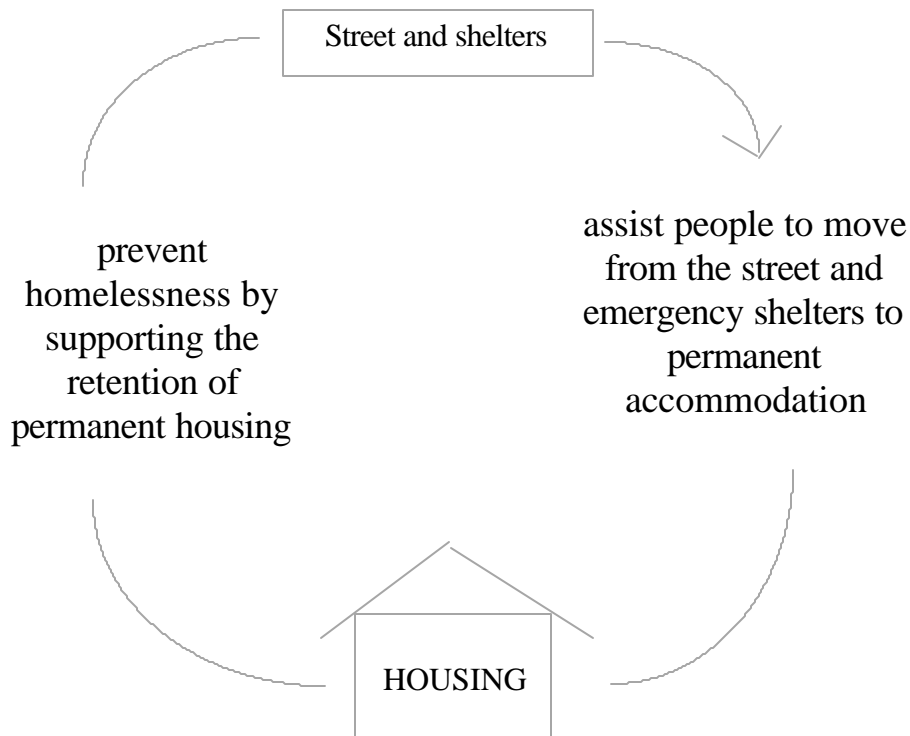 Street and shelters
prevent
homelessness by
supporting the
retention of
permanent housing
assist people to move
from the street and
emergency shelters to
permanent
accommodation
HOUSING